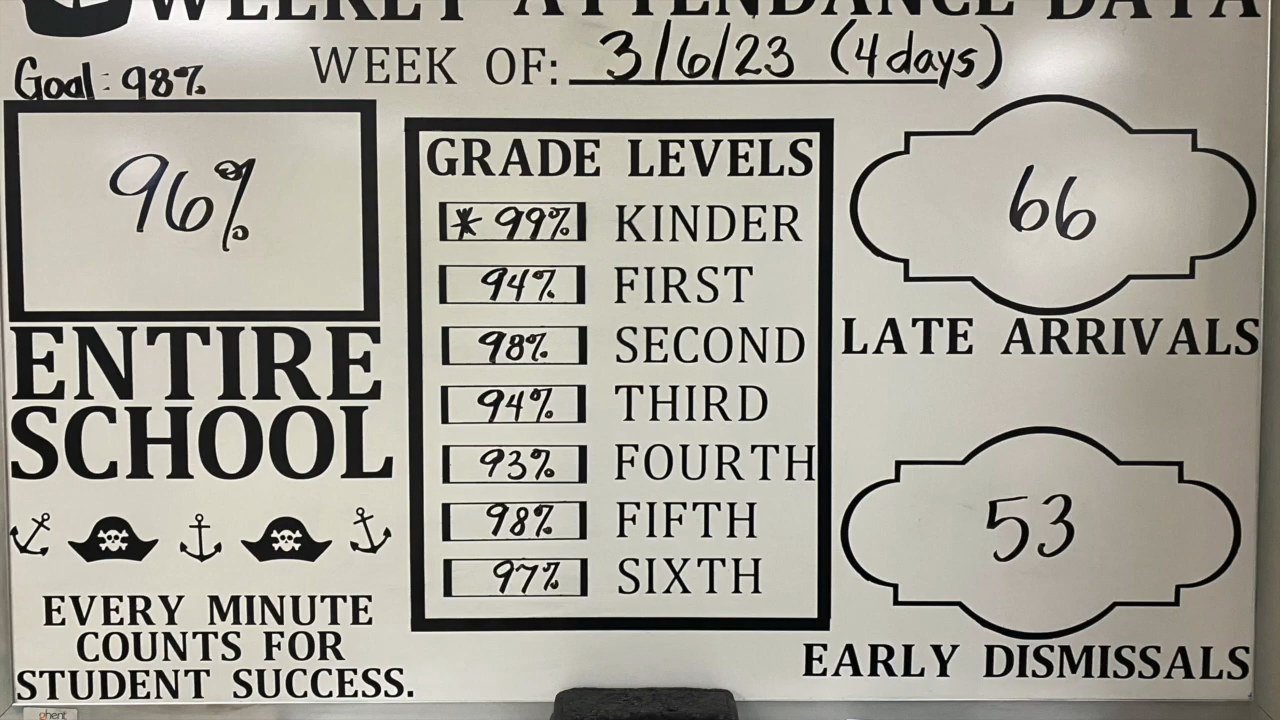 WEEKLY ATTENDANCE DATA
WEEK OF: 3/6/23 (4 days)
Goal: 98%
96%
ENTIRE
SCHOOL
EVERY MINUTE
COUNTS FOR
STUDENT SUCCESS.
GRADE LEVELS
* 99% KINDER
94% FIRST
98% SECOND
94% THIRD
93% FOURTH
98% FIFTH
97% SIXTH
66
LATE ARRIVALS
53
EARLY DISMISSALS
ghent